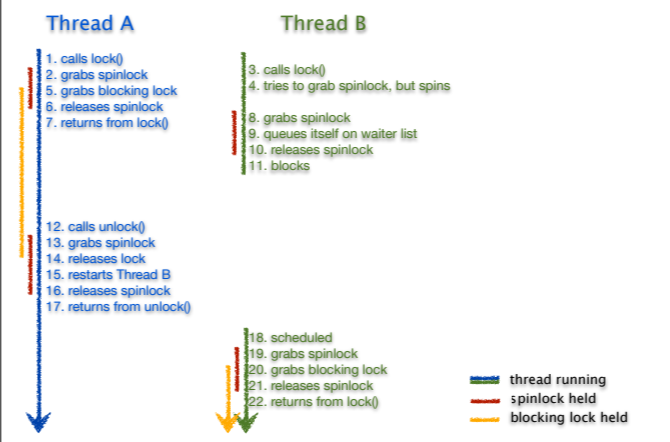 Thread A
1. calls lock()
2. grabs spinlock
5. grabs blocking lock
6. releases spinlock
7. returns from lock()
12. calls unlock()
13. grabs spinlock
14. releases lock
15. restarts Thread B
16. releases spinlock
17. returns from unlock()
Thread B
3. calls lock()
4. tries to grab spinlock, but spins
8. grabs spinlock
9. queues itself on waiter list
10. releases spinlock
11. blocks
18. scheduled
19. grabs spinlock
20. grabs blocking lock
21. releases spinlock
22. returns from lock()
thread running
spinlock held
blocking lock held